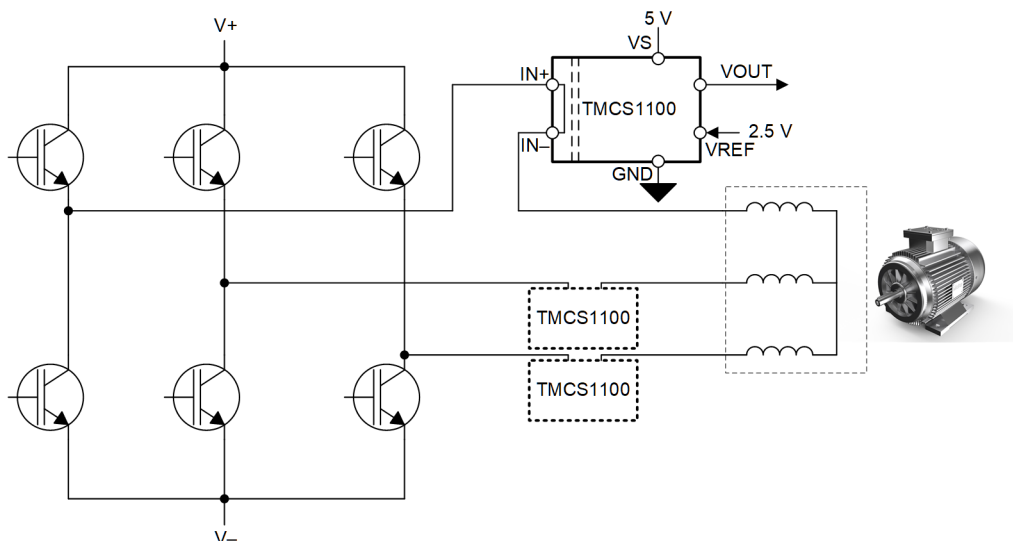 V+
5 V
VS
IN+
VOUT
TMCS1100
2.5 V
IN–
VREF
GND
TMCS1100
TMCS1100
V–